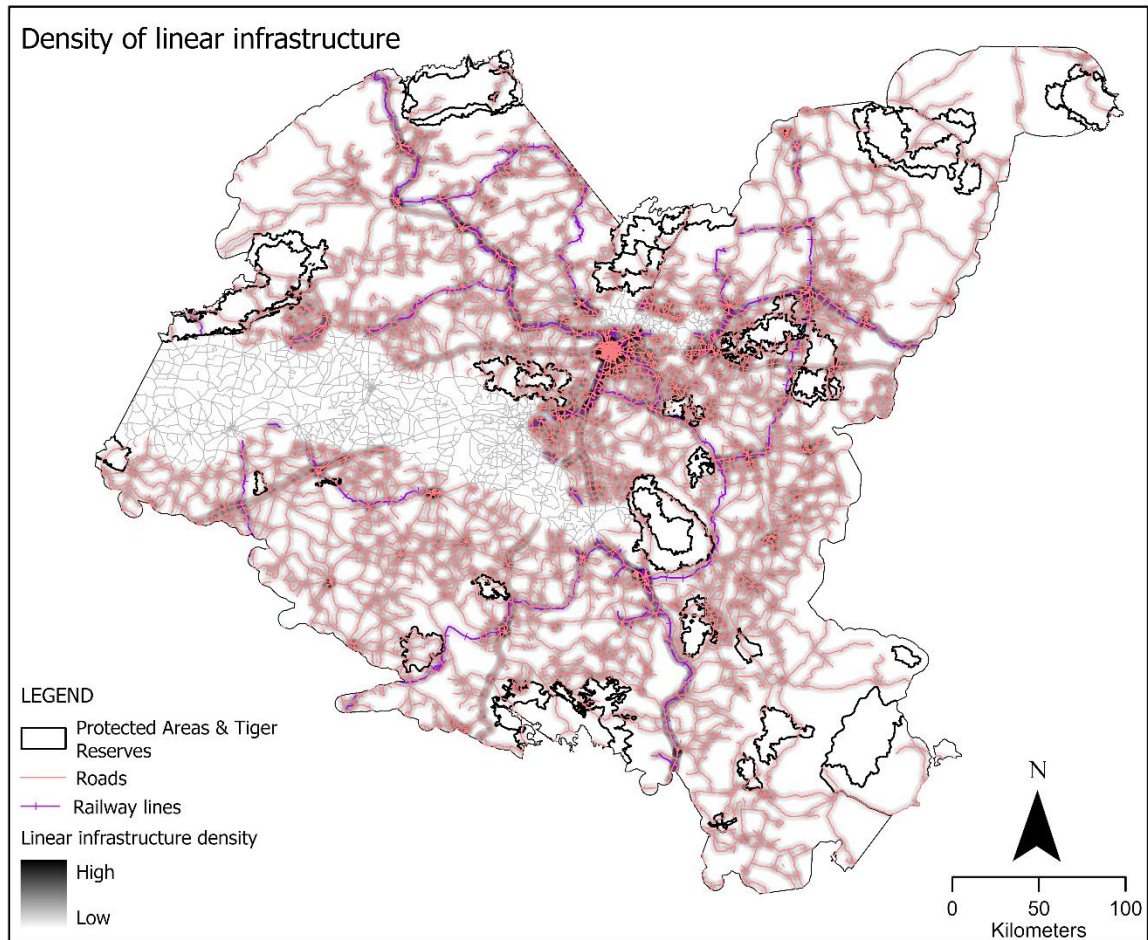 Density of linear infrastructure
LEGEND
Protected Areas & Tiger
Reserves
Roads
Railway lines
Linear infrastructure density
High
Low
N
0 50 100
Kilometers